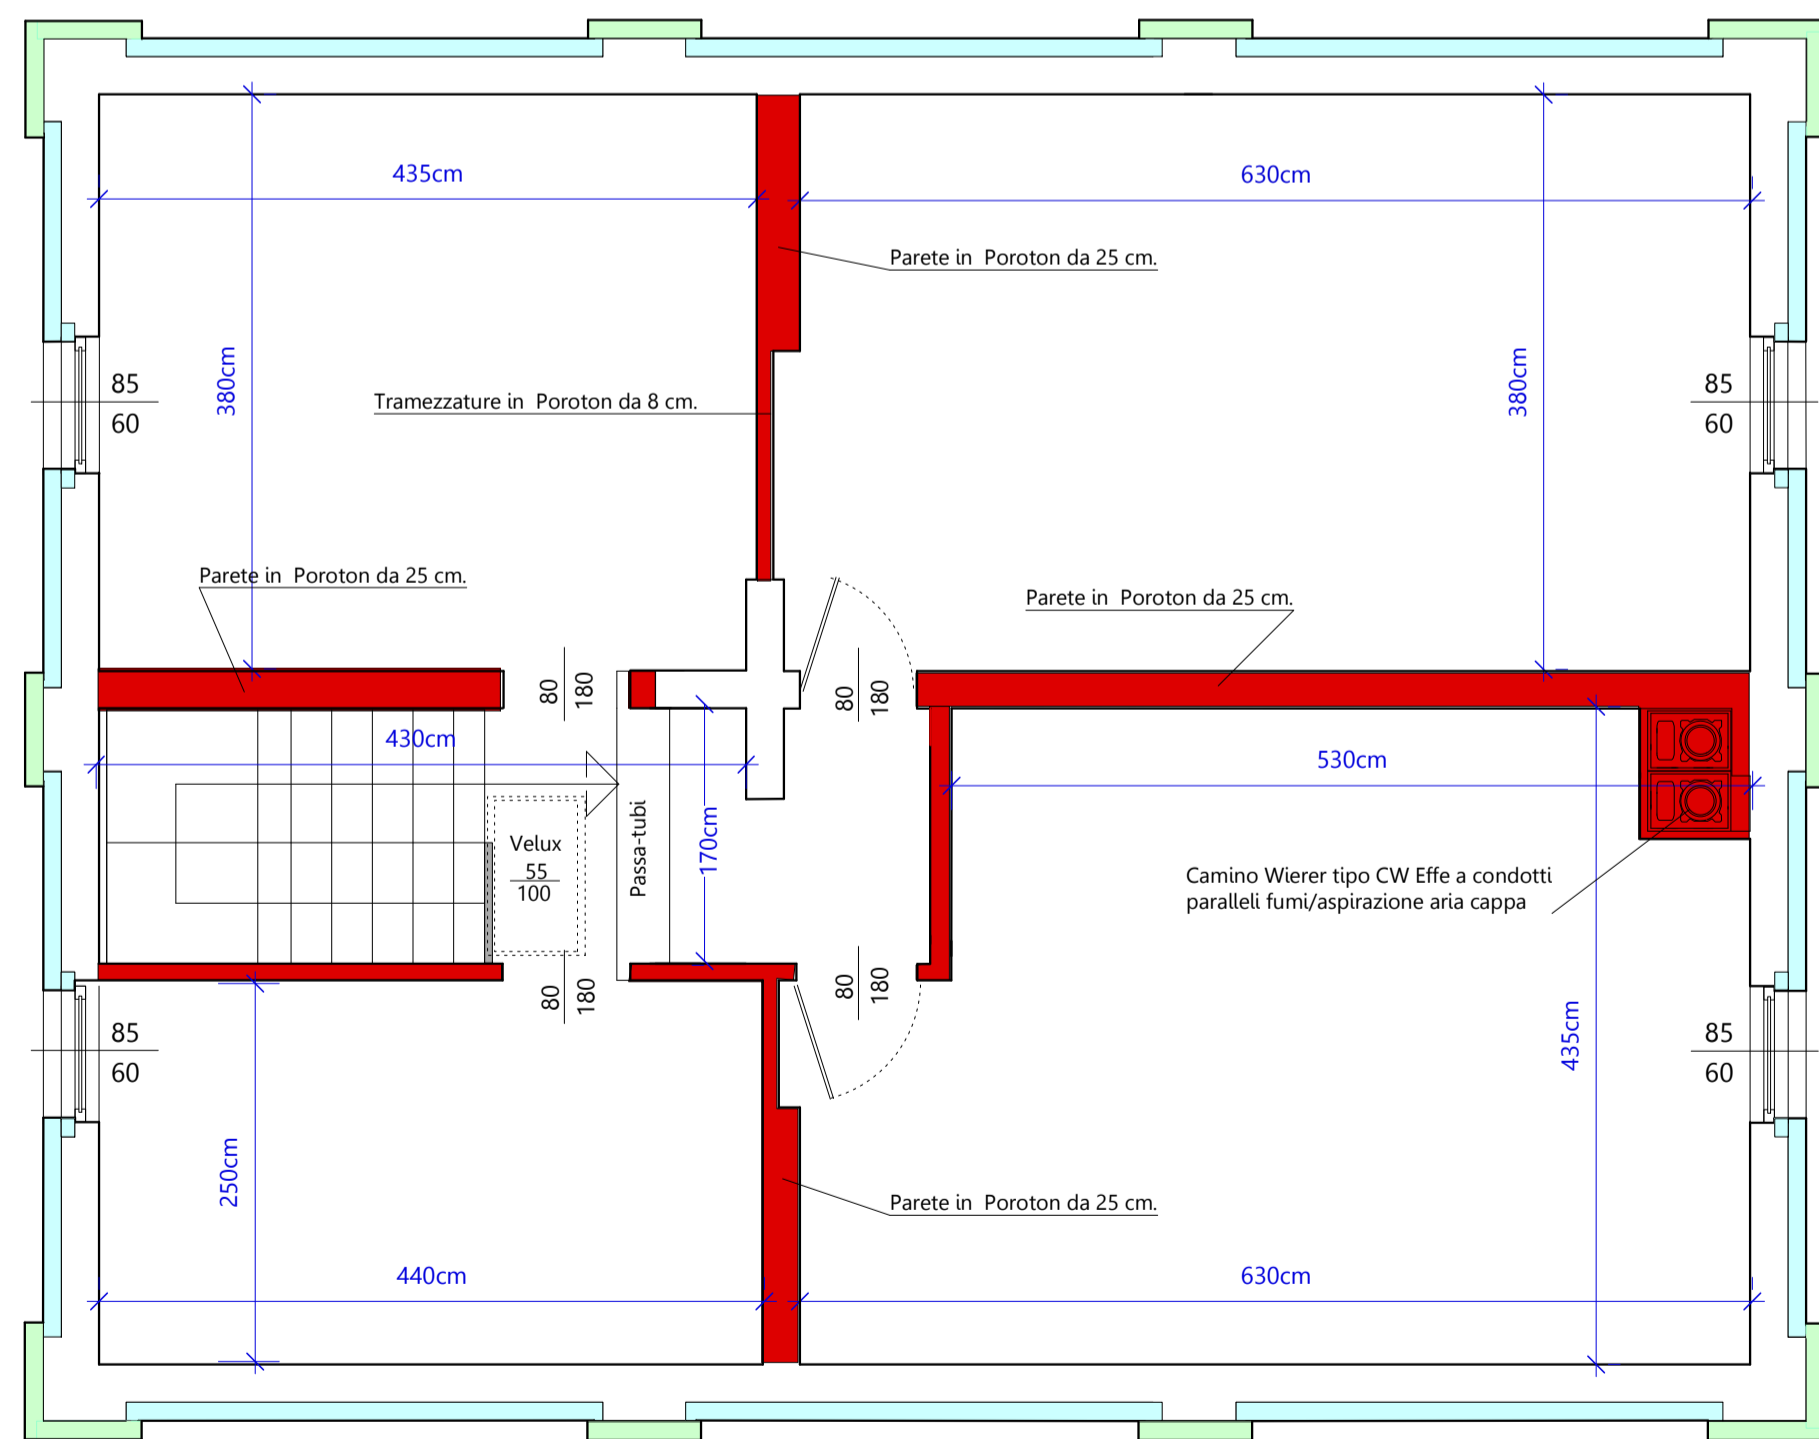 435cm
630cm
Parete in Poroton da 25 cm.
380cm
380cm
85
60
85
60
Tramezzature in Poroton da 8 cm.
Parete in Poroton da 25 cm.
Parete in Poroton da 25 cm.
80
180
80
180
430cm
530cm
Velux
55
100
Passa-tubi
170cm
Camino Wierer tipo CW Effe a condotti
paralleli fumi/aspirazione aria cappa
80
180
80
180
85
60
435cm
85
60
250cm
Parete in Poroton da 25 cm.
440cm
630cm